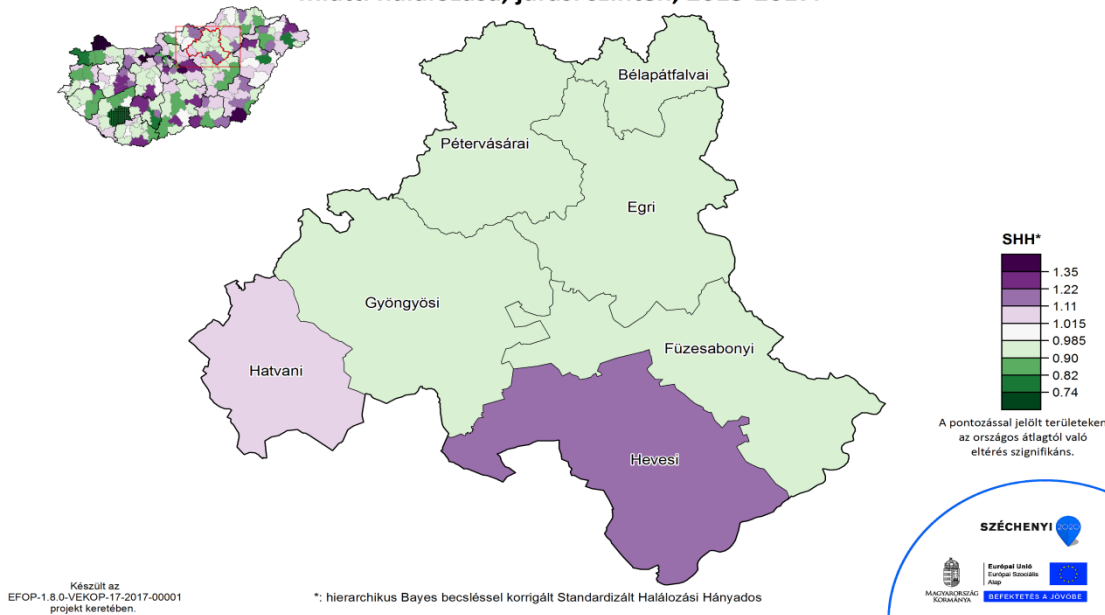 Bélapátfalvai
Pétervásárai
Egri
Gyöngyösi
Hatvani
Füzesabonyi
Hevesi
SHH*
1.35
1.22
1.11
1.015
0.985
0.90
0.82
0.74
A pontozással jelölt területeken
az országos átlagtól való
eltérés szignifikáns.
SZÉCHENYI 2020
MAGYARORSZÁG
KORMÁNYA
Európai Unió
Európai Szociális
Alap
BEFEKTETÉS A JÖVŐBE
Készült az
EFOP-1.8.0-VEKOP-17-2017-00001
projekt keretében.
*: hierarchikus Bayes becsléssel korrigált Standardizált Halálozási Hányados